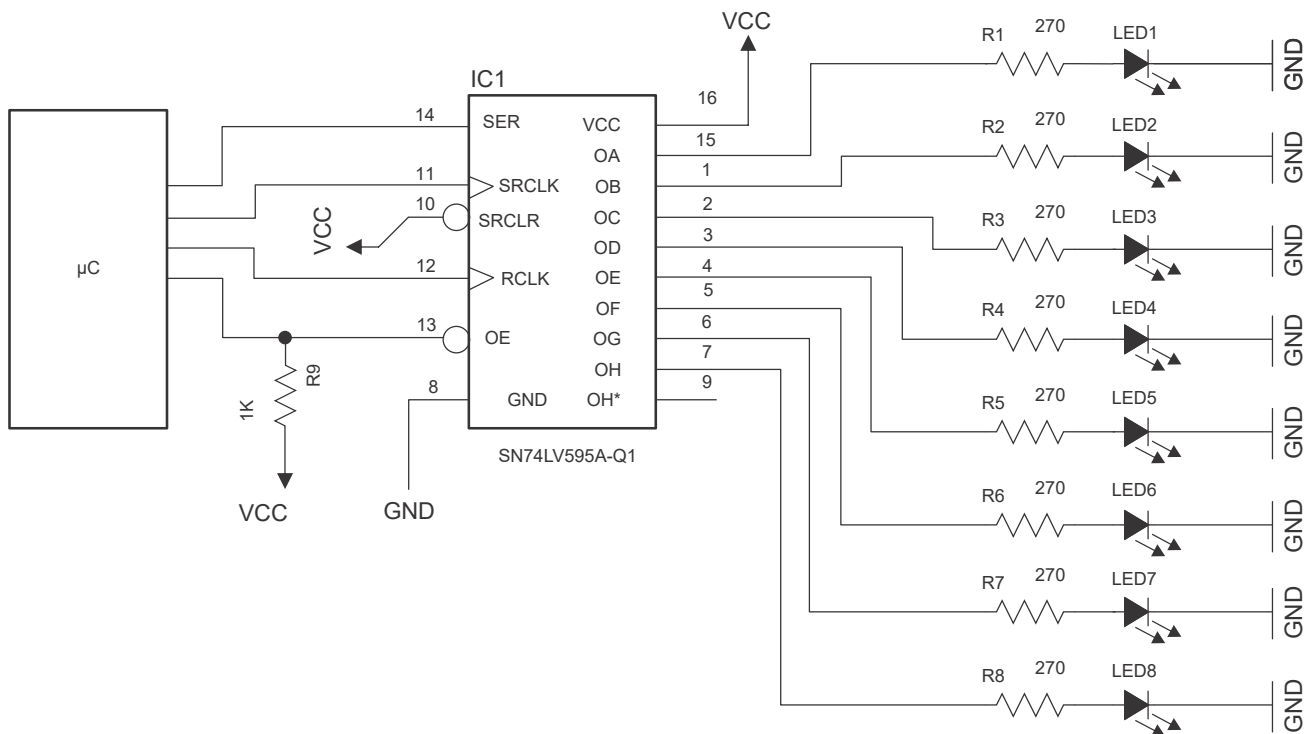 VCC
R1
270
LED1
GND
IC1
16
14
SER
VCC
15
OA
R2
270
LED2
GND
1
OB
11
SRCLK
10
SRCLR
2
OC
R3
270
LED3
GND
VCC
3
OD
µC
12
RCLK
4
OE
5
OF
R4
270
LED4
GND
13
OE
6
OG
7
OH
R9
1K
8
GND
9
OH*
R5
270
LED5
GND
SN74LV595A-Q1
VCC
GND
R6
270
LED6
GND
R7
270
LED7
GND
R8
270
LED8
GND